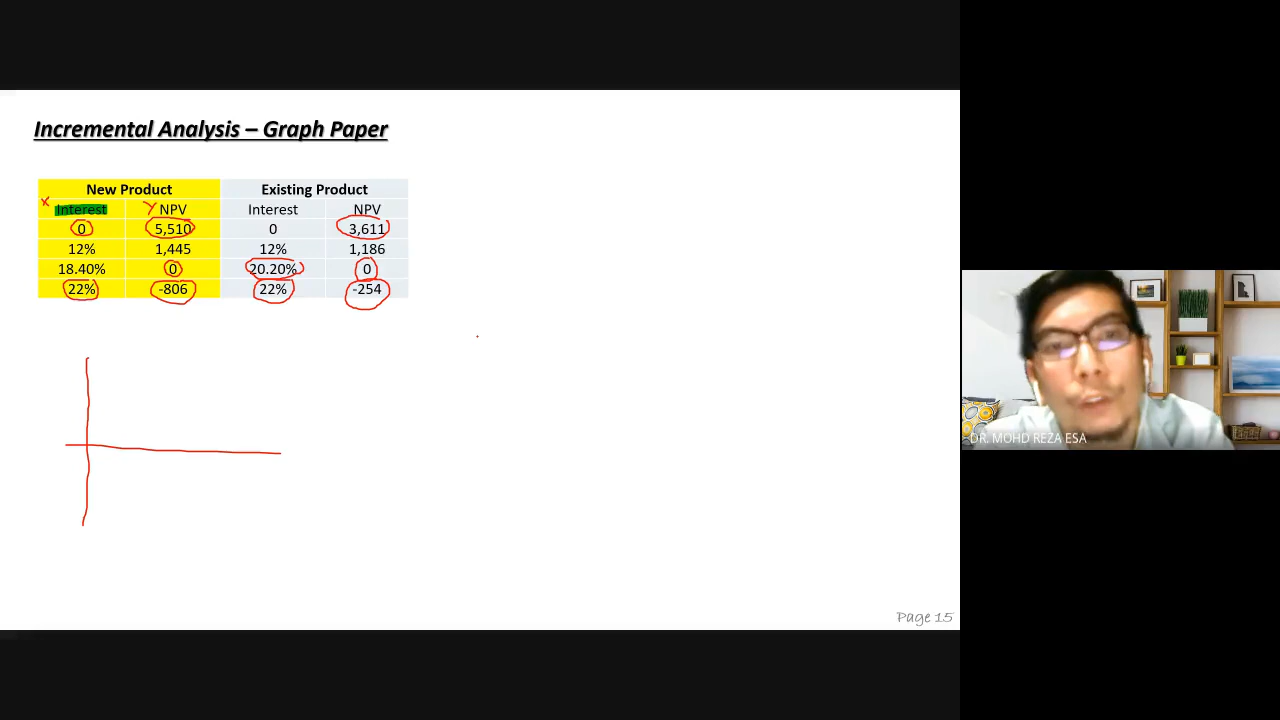 Incremental Analysis – Graph Paper
New Product Existing Product
X Interest Y NPV Interest NPV
0 5,510 0 3,611
12% 1,445 12% 1,186
18.40% 0 20.20% 0
22% -806 22% -254
DR. MOHD REZA ESA
Page 15